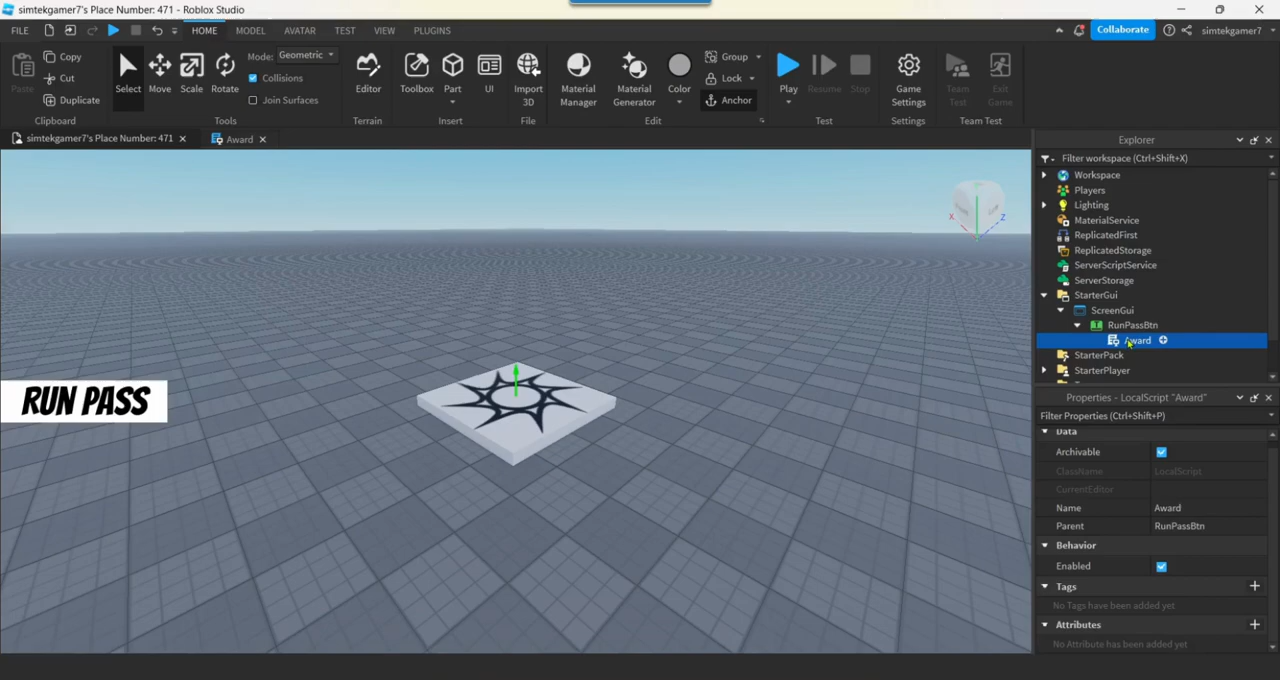 simtekgamer7's Place Number: 471 - Roblox Studio
FILE HOME MODEL AVATAR TEST VIEW PLUGINS Collaborate simtekgamer7
Paste Copy Cut Duplicate Select Move Scale Rotate Mode: Geometric Collisions Join Surfaces Editor Toolbox Part UI Import 3D Material Manager Material Generator Color Group Lock Anchor Play Resume Stop Game Settings Team Test Exit Game
Clipboard Tools Terrain Insert File Edit Test Settings Team Test
simtekgamer7's Place Number: 471 Award
Explorer
Filter workspace (Ctrl+Shift+X)
Workspace
Players
Lighting
MaterialService
ReplicatedFirst
ReplicatedStorage
ServerScriptService
ServerStorage
StarterGui
ScreenGui
RunPassBtn
Award
StarterPack
StarterPlayer
RUN PASS
X Z
Properties - LocalScript "Award"
Filter Properties (Ctrl+Shift+P)
Data
Archivable
ClassName LocalScript
CurrentEditor
Name Award
Parent RunPassBtn
Behavior
Enabled
Tags
No Tags have been added yet
Attributes
No Attribute has been added yet